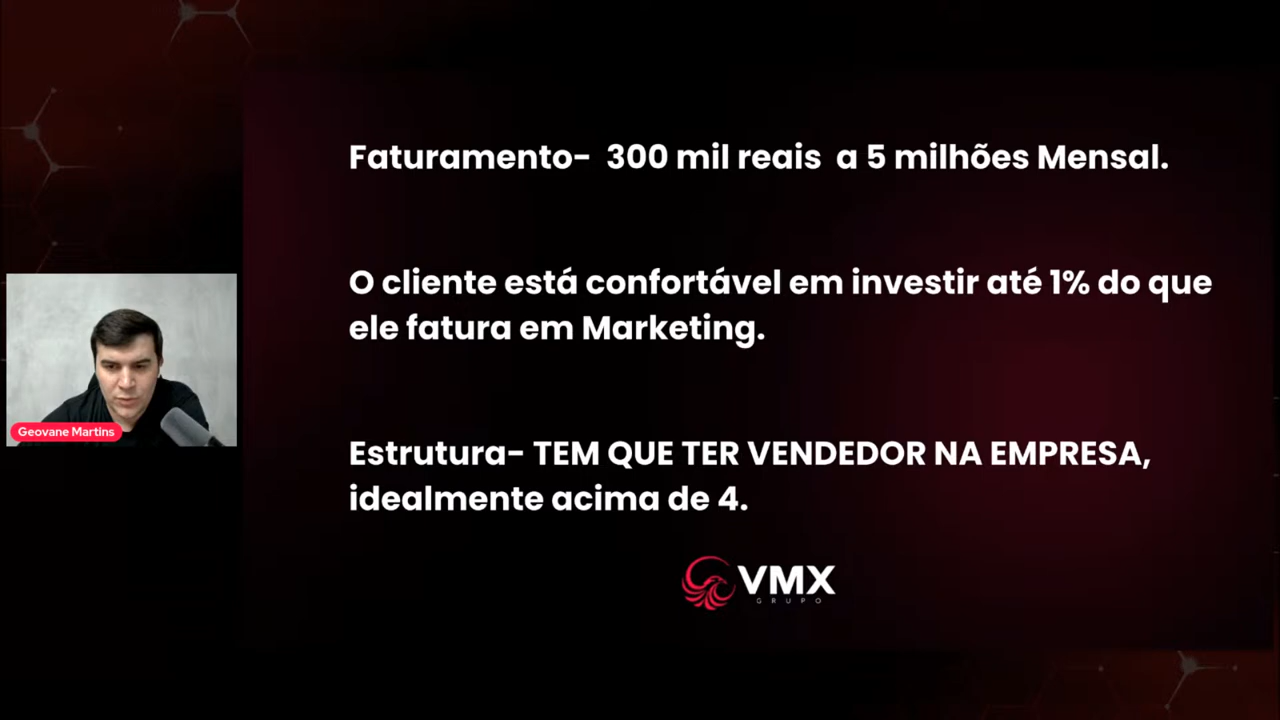 Faturamento- 300 mil reais a 5 milhões Mensal.
O cliente está confortável em investir até 1% do que
ele fatura em Marketing.
Geovane Martins
Estrutura- TEM QUE TER VENDEDOR NA EMPRESA,
idealmente acima de 4.
VMX
GRUPO